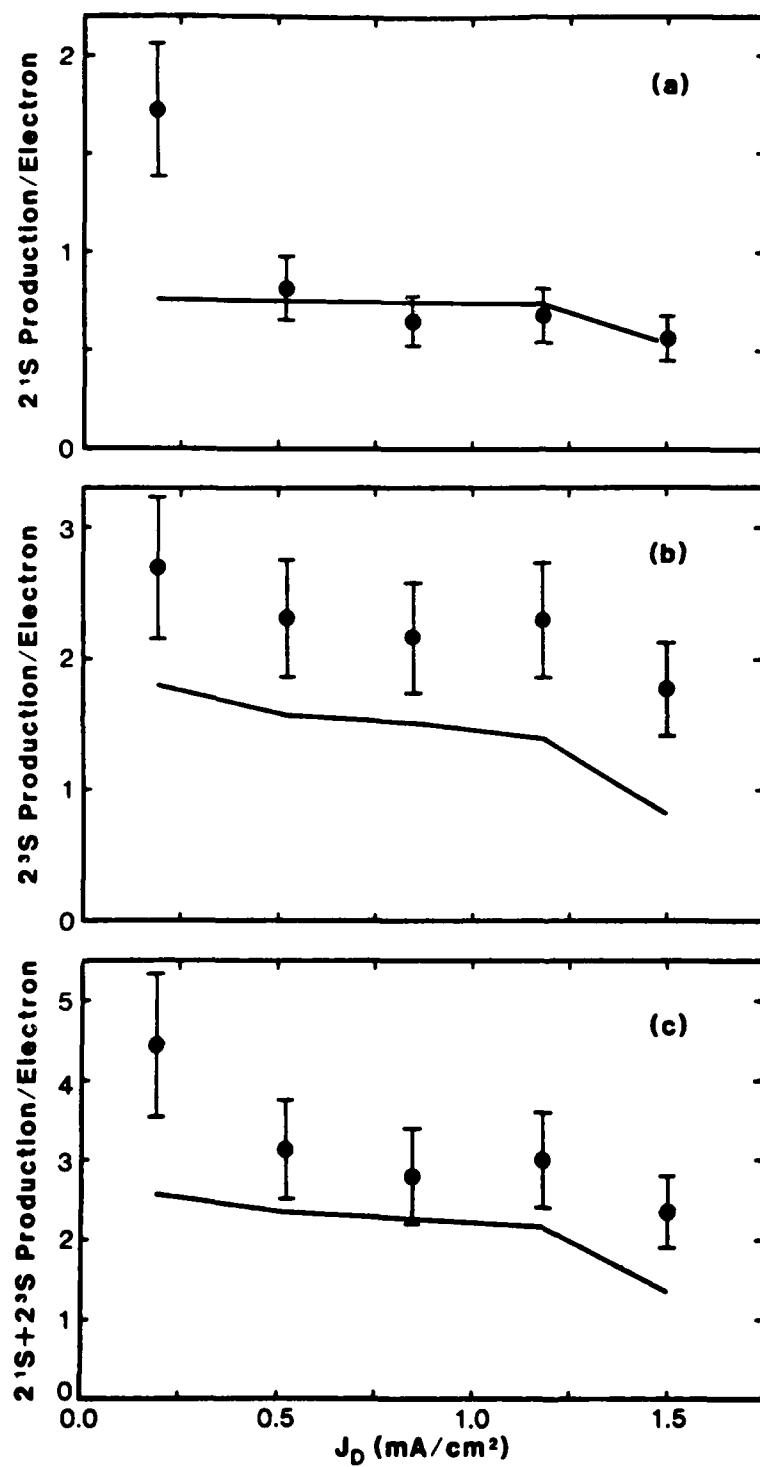 2
1
0
2¹S Production/Electron
(a)
3
2
1
0
2³S Production/Electron
(b)
5
4
3
2
1
0
2¹S+2³S Production/Electron
(c)
0.0 0.5 1.0 1.5
J_D (mA/cm²)